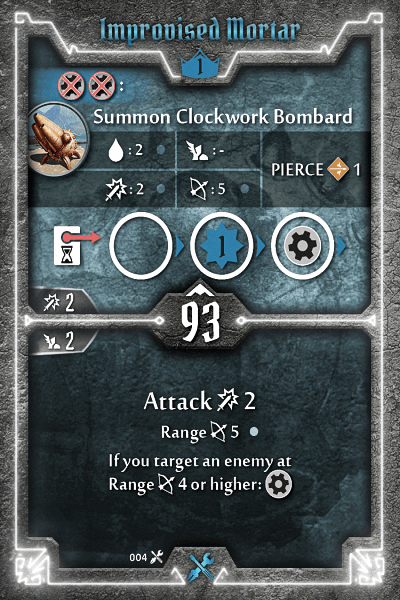 Improvised Mortar
1
:
Summon Clockwork Bombard
: 2 : -
: 2 : 5
PIERCE 1
1
2
93
2
Attack 2
Range 5
If you target an enemy at
Range 4 or higher:
004